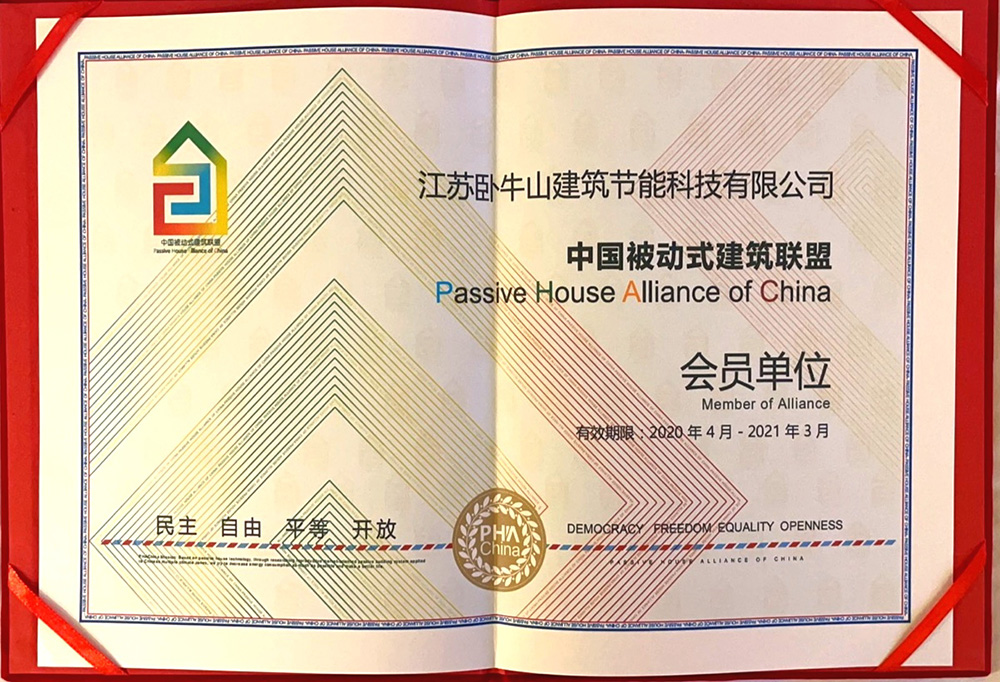 中国被动式建筑联盟
Passive House Alliance of China
江苏卧牛山建筑节能科技有限公司
中国被动式建筑联盟
Passive House Alliance of China
会员单位
Member of Alliance
有效期限：2020 年 4 月 - 2021 年 3 月
民主 自由 平等 开放
DEMOCRACY FREEDOM EQUALITY OPENNESS
PASSIVE HOUSE ALLIANCE OF CHINA
PHA
China